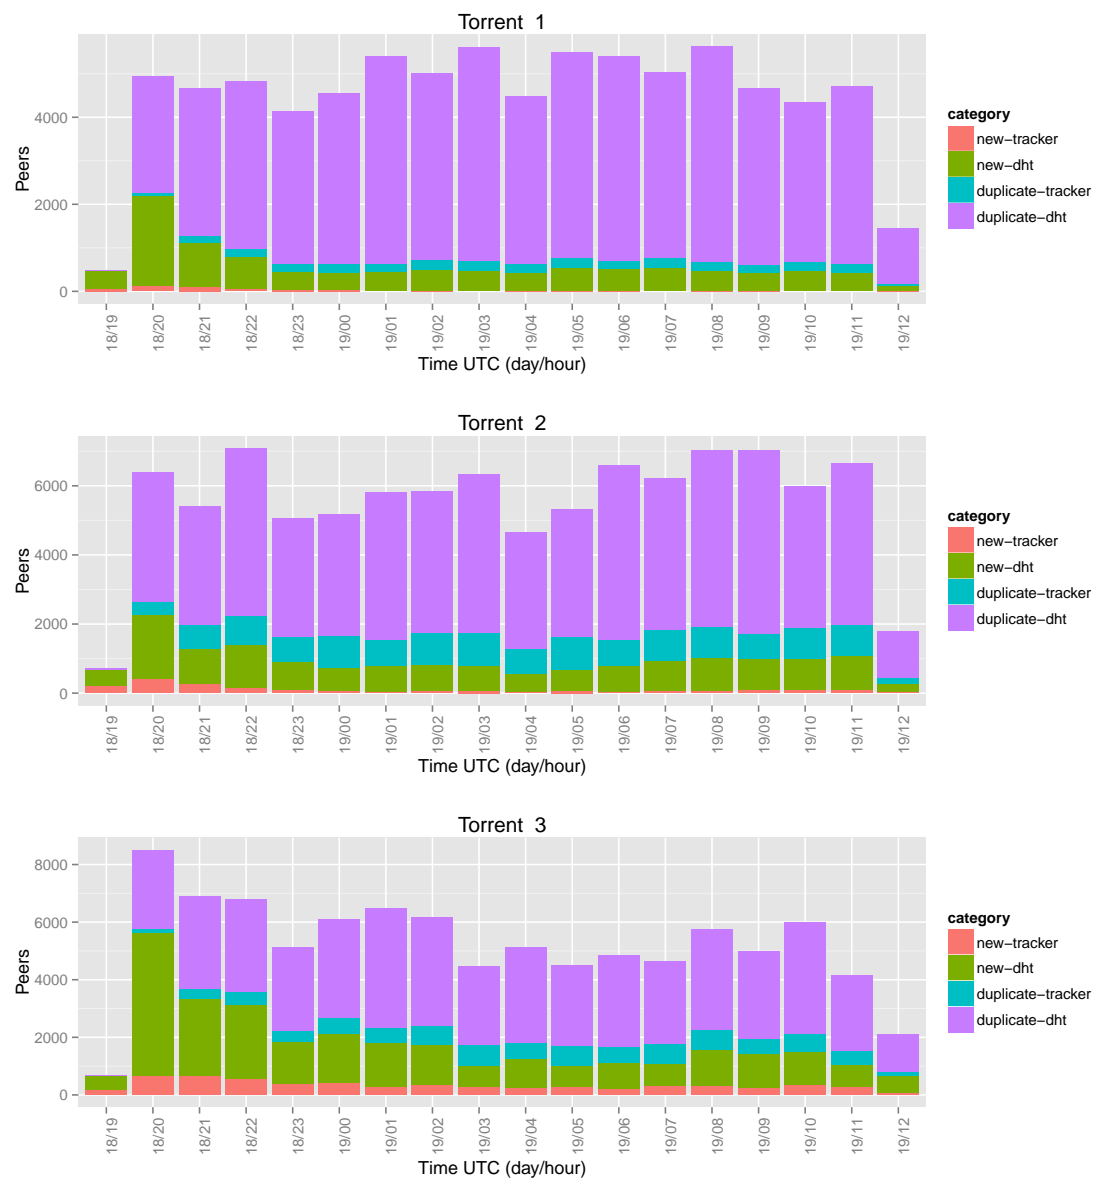 Torrent  1
Peers
4000
2000
0
18/19 18/20 18/21 18/22 18/23 19/00 19/01 19/02 19/03 19/04 19/05 19/06 19/07 19/08 19/09 19/10 19/11 19/12
Time UTC (day/hour)
category
new−tracker
new−dht
duplicate−tracker
duplicate−dht
Torrent  2
Peers
6000
4000
2000
0
18/19 18/20 18/21 18/22 18/23 19/00 19/01 19/02 19/03 19/04 19/05 19/06 19/07 19/08 19/09 19/10 19/11 19/12
Time UTC (day/hour)
category
new−tracker
new−dht
duplicate−tracker
duplicate−dht
Torrent  3
Peers
8000
6000
4000
2000
0
18/19 18/20 18/21 18/22 18/23 19/00 19/01 19/02 19/03 19/04 19/05 19/06 19/07 19/08 19/09 19/10 19/11 19/12
Time UTC (day/hour)
category
new−tracker
new−dht
duplicate−tracker
duplicate−dht